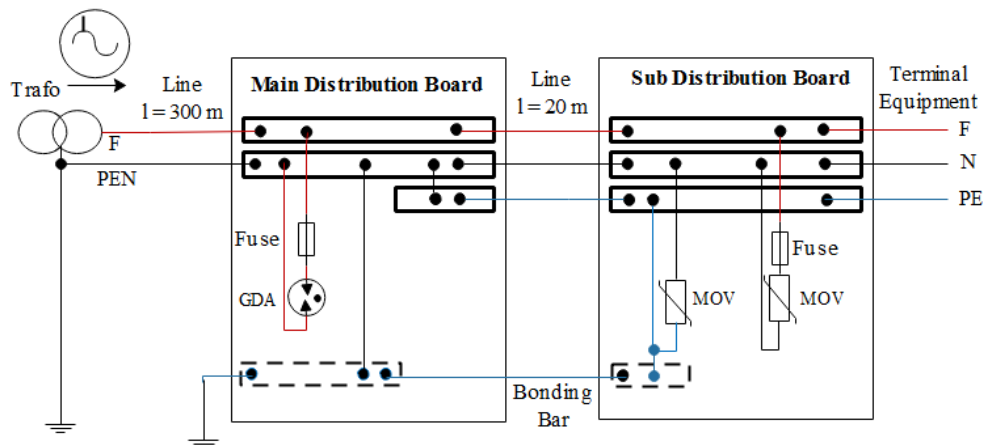 Trafo
Line
l= 300 m
F
PEN
Main Distribution Board
Fuse
GDA
Line
l= 20 m
Bonding
Bar
Sub Distribution Board
MOV
Fuse
MOV
Terminal
Equipment
F
N
PE